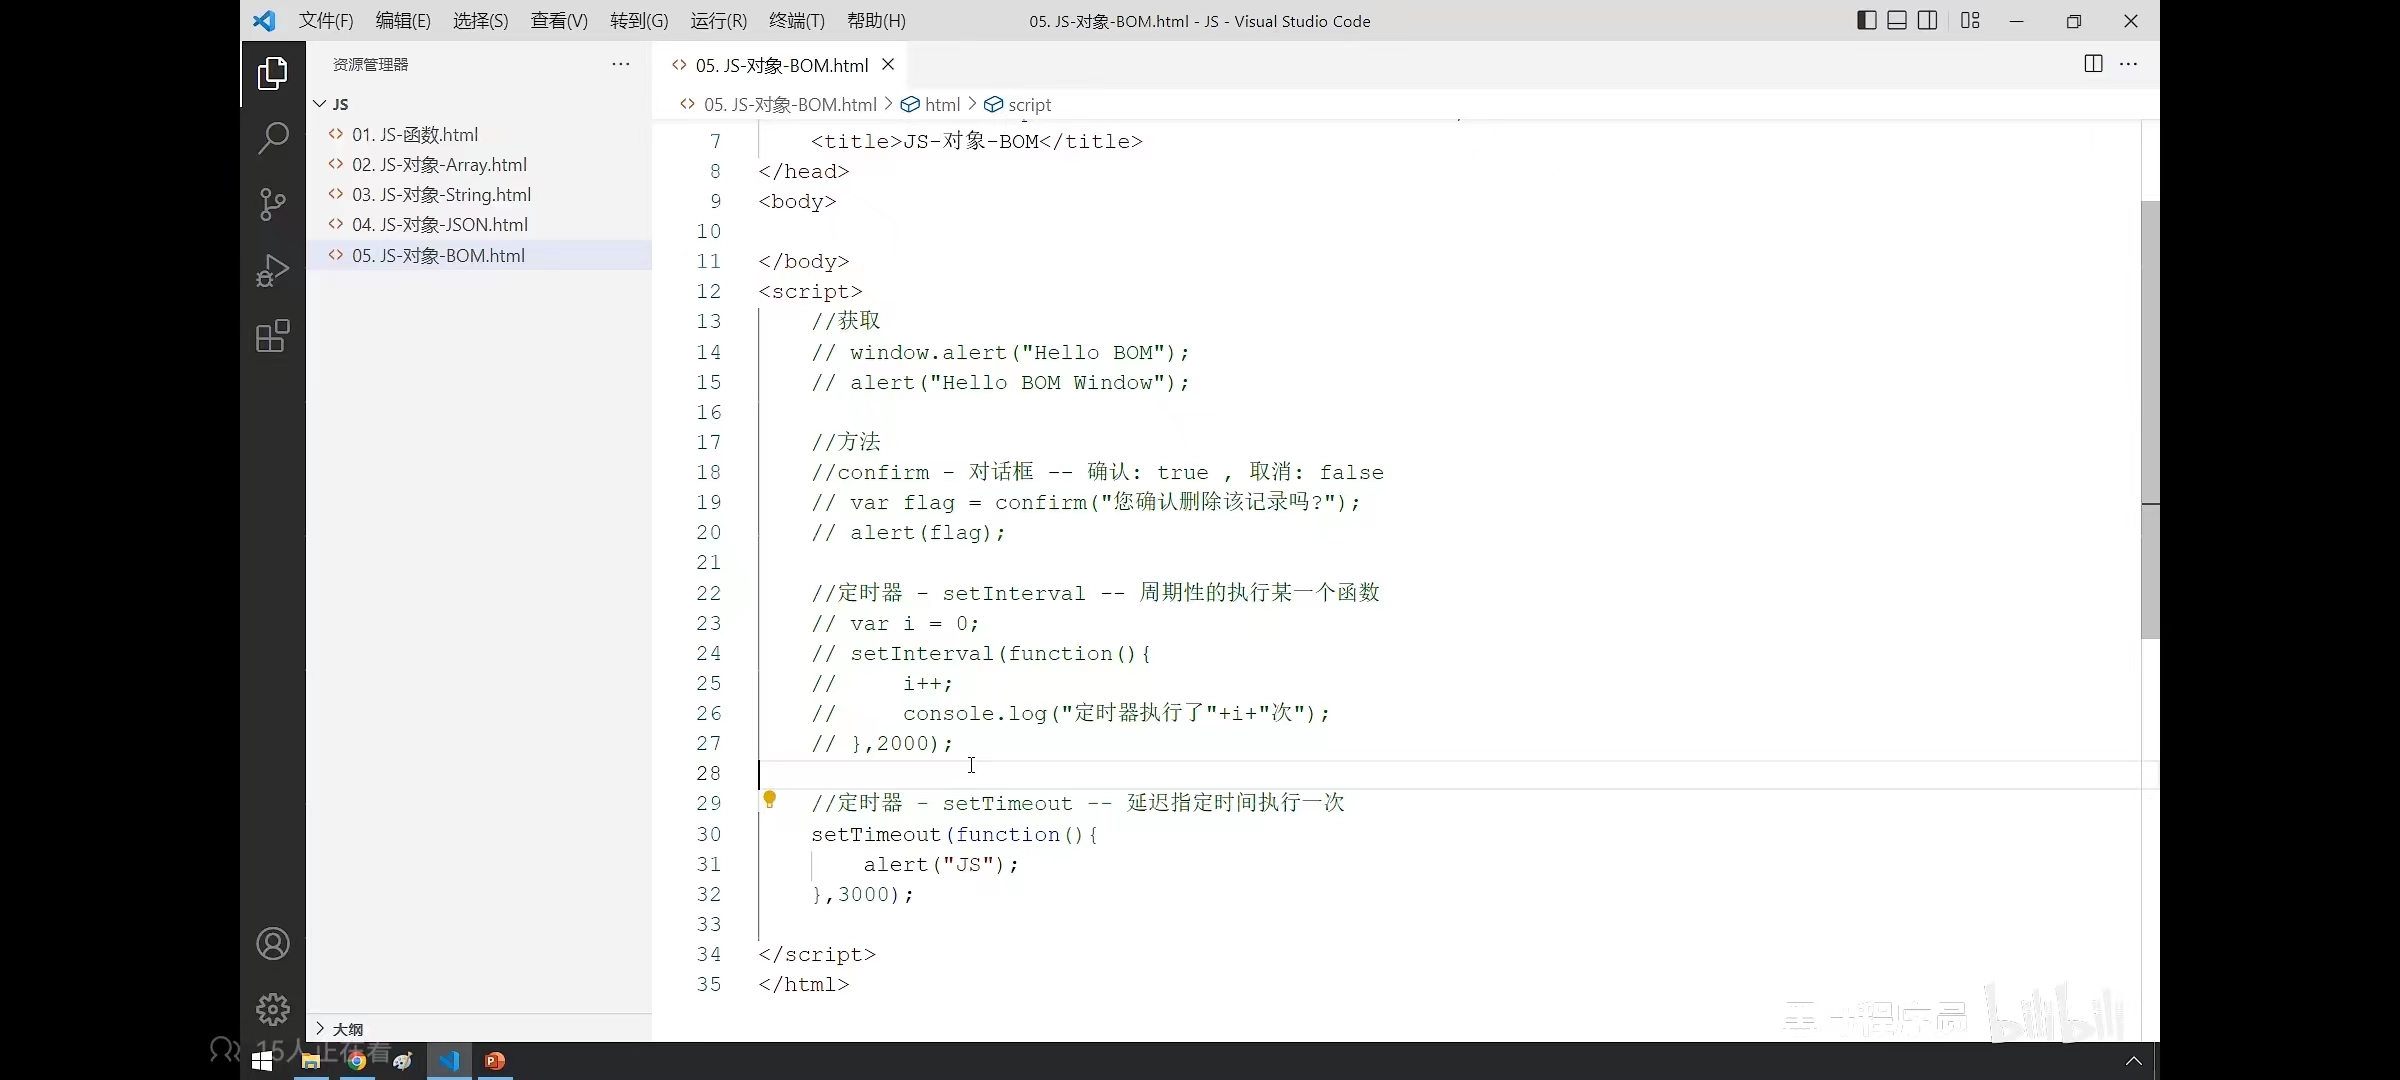 文件(F) 编辑(E) 选择(S) 查看(V) 转到(G) 运行(R) 终端(T) 帮助(H) 05. JS-对象-BOM.html - JS - Visual Studio Code
资源管理器
JS
01. JS-函数.html
02. JS-对象-Array.html
03. JS-对象-String.html
04. JS-对象-JSON.html
05. JS-对象-BOM.html
大纲
05. JS-对象-BOM.html
05. JS-对象-BOM.html > html > script
7 <title>JS-对象-BOM</title>
8 </head>
9 <body>
10
11 </body>
12 <script>
13 //获取
14 // window.alert("Hello BOM");
15 // alert("Hello BOM Window");
16
17 //方法
18 //confirm - 对话框 -- 确认: true , 取消: false
19 // var flag = confirm("您确认删除该记录吗?");
20 // alert(flag);
21
22 //定时器 - setInterval -- 周期性的执行某一个函数
23 // var i = 0;
24 // setInterval(function(){
25 //     i++;
26 //     console.log("定时器执行了"+i+"次");
27 // },2000);
28
29 //定时器 - setTimeout -- 延迟指定时间执行一次
30 setTimeout(function(){
31     alert("JS");
32 },3000);
33
34 </script>
35 </html>
bilibili
15人正在看